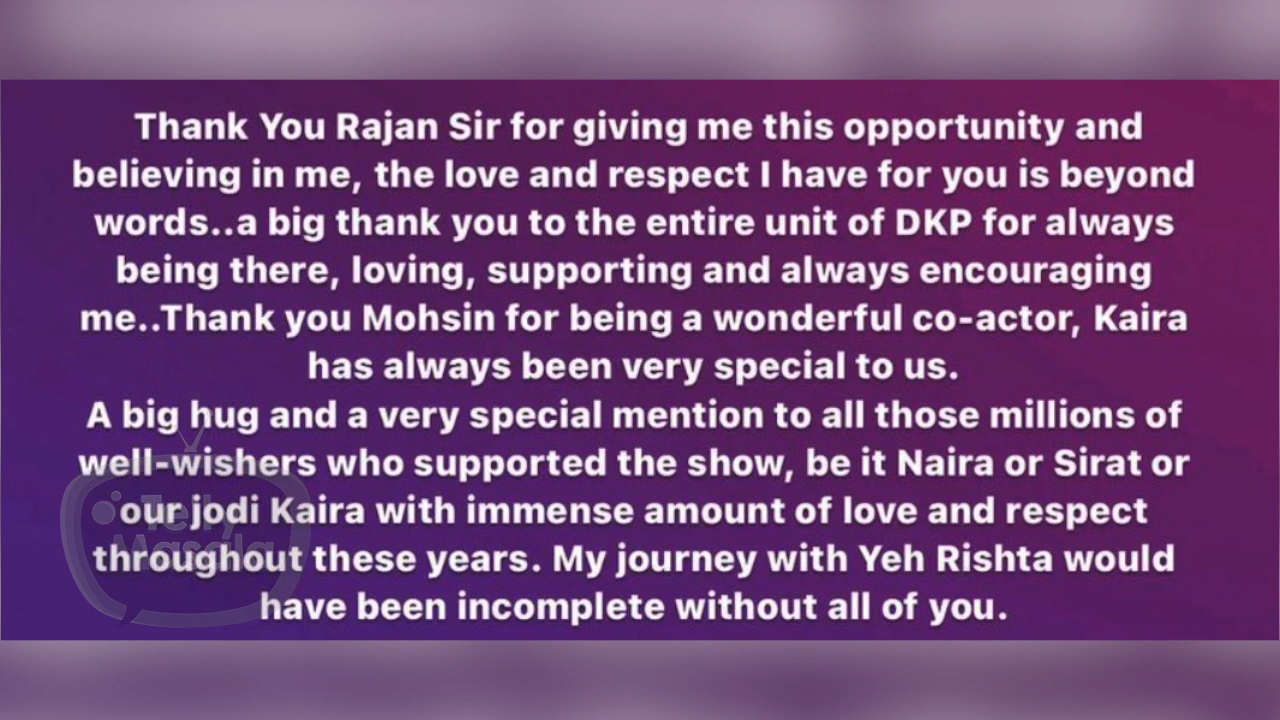 Thank You Rajan Sir for giving me this opportunity and
believing in me, the love and respect I have for you is beyond
words..a big thank you to the entire unit of DKP for always
being there, loving, supporting and always encouraging
me..Thank you Mohsin for being a wonderful co-actor, Kaira
has always been very special to us.
A big hug and a very special mention to all those millions of
well-wishers who supported the show, be it Naira or Sirat or
our jodi Kaira with immense amount of love and respect
throughout these years. My journey with Yeh Rishta would
have been incomplete without all of you.
Telly
Masala